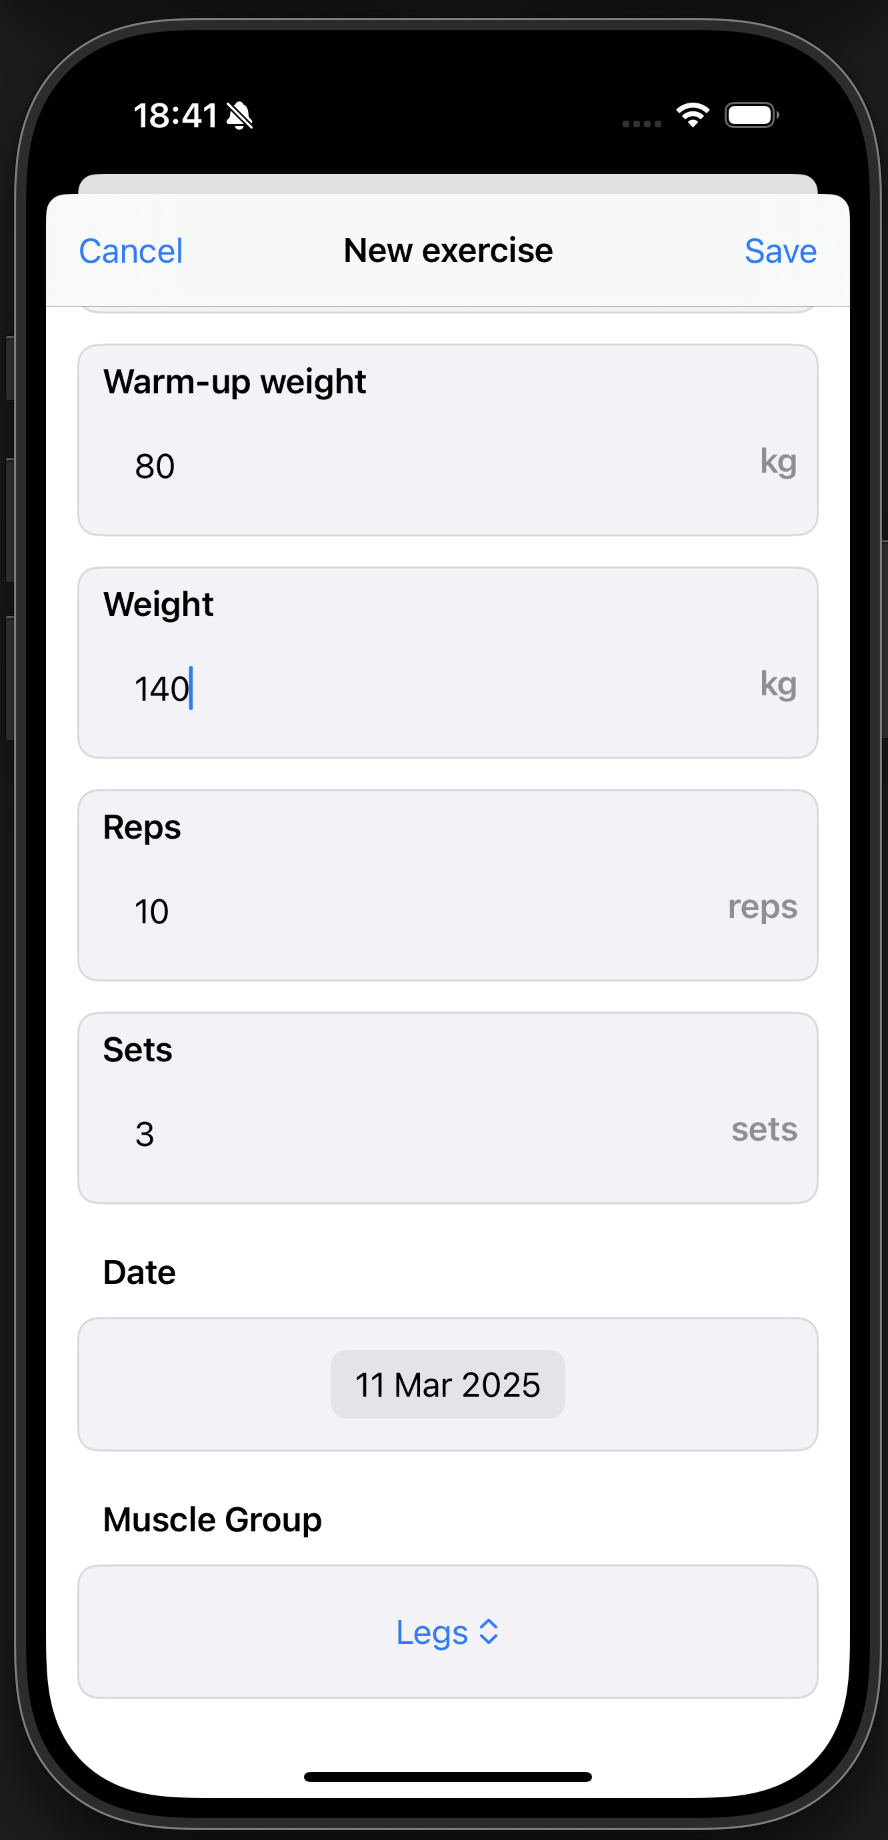 18:41
Cancel New exercise Save
Warm-up weight
80 kg
Weight
140 kg
Reps
10 reps
Sets
3 sets
Date
11 Mar 2025
Muscle Group
Legs